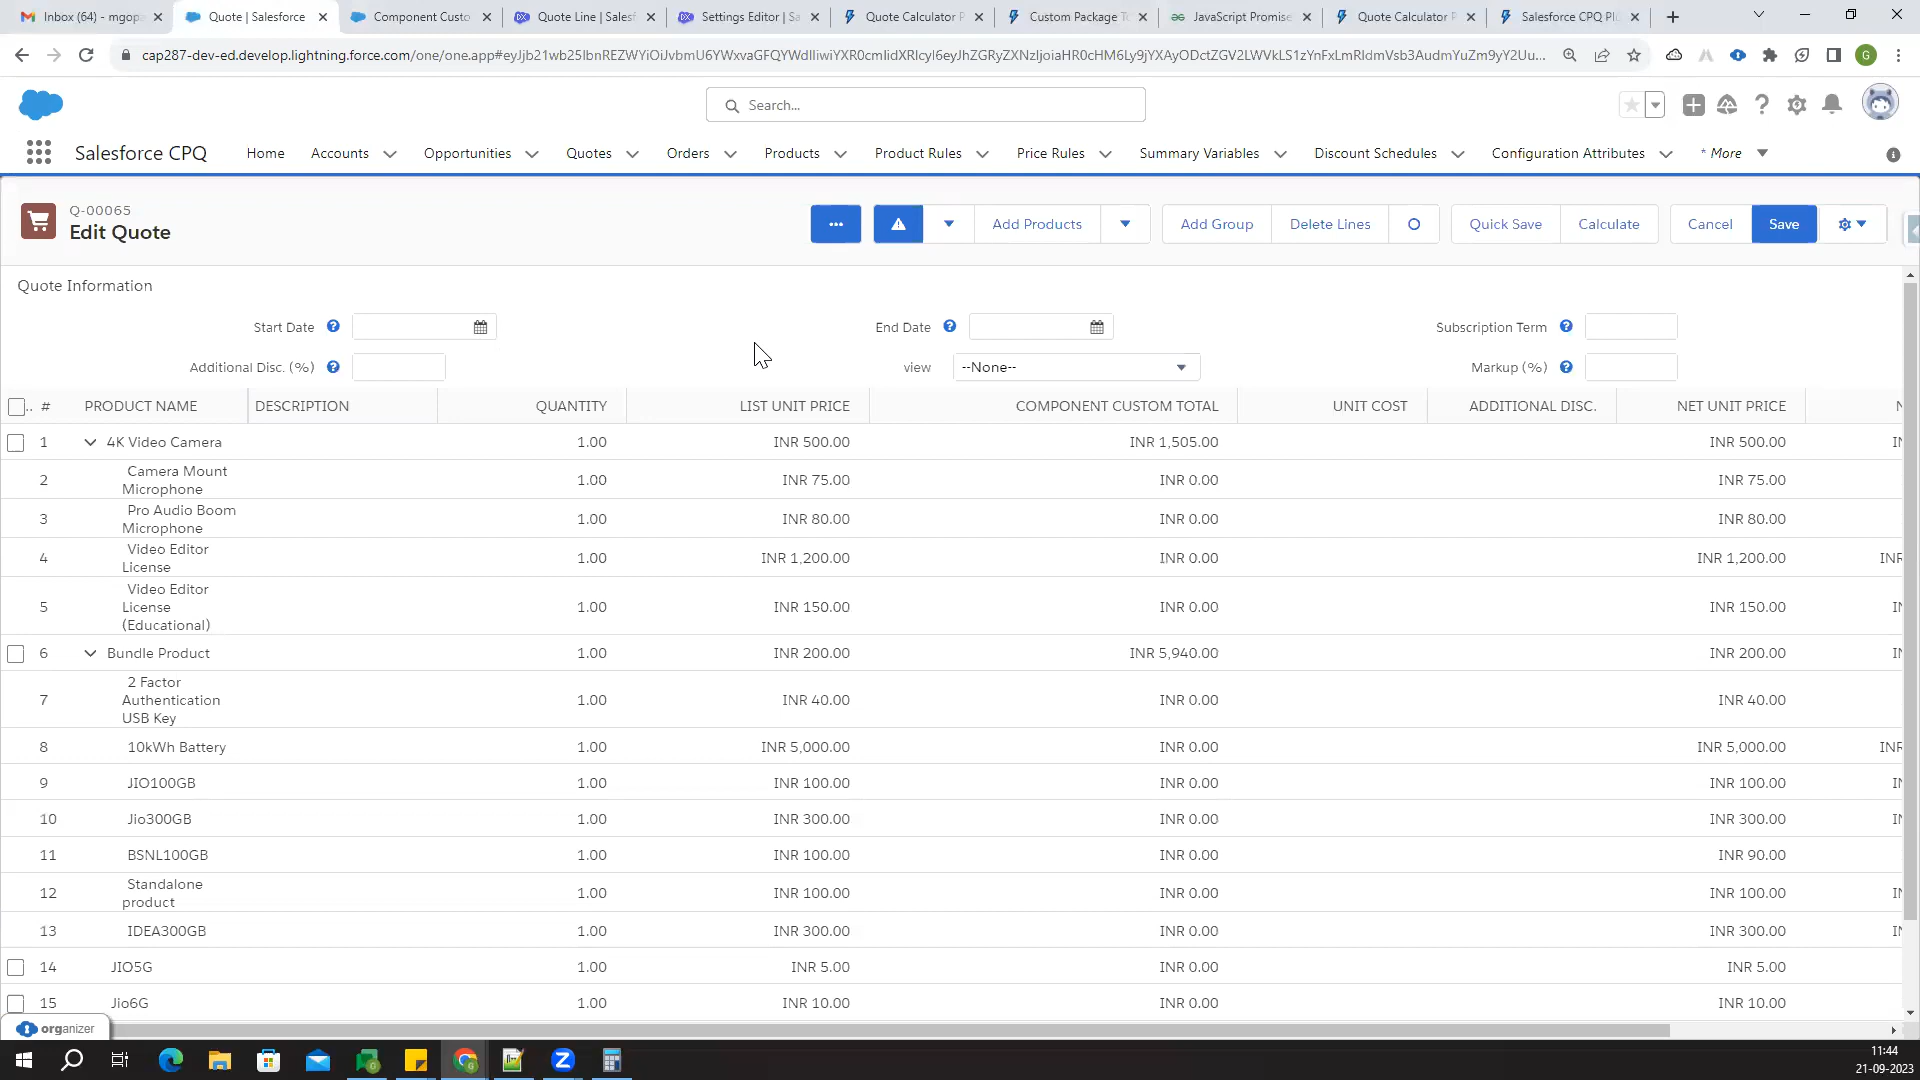 Inbox (64) - mgopa
Quote | Salesforce
Component Custo
Quote Line | Salesf
Settings Editor | Sa
Quote Calculator P
Custom Package To
JavaScript Promise
Quote Calculator P
Salesforce CPQ Plu
Search...
Salesforce CPQ
Home
Accounts
Opportunities
Quotes
Orders
Products
Product Rules
Price Rules
Summary Variables
Discount Schedules
Configuration Attributes
* More
Q-00065
Edit Quote
Add Products
Add Group
Delete Lines
Quick Save
Calculate
Cancel
Save
Quote Information
Start Date
End Date
Subscription Term
Additional Disc. (%)
view
--None--
Markup (%)
# PRODUCT NAME DESCRIPTION QUANTITY LIST UNIT PRICE COMPONENT CUSTOM TOTAL UNIT COST ADDITIONAL DISC. NET UNIT PRICE N
1 4K Video Camera 1.00 INR 500.00 INR 1,505.00 INR 500.00
2 Camera Mount
Microphone 1.00 INR 75.00 INR 0.00 INR 75.00
3 Pro Audio Boom
Microphone 1.00 INR 80.00 INR 0.00 INR 80.00
4 Video Editor
License 1.00 INR 1,200.00 INR 0.00 INR 1,200.00 INR
5 Video Editor
License
(Educational) 1.00 INR 150.00 INR 0.00 INR 150.00
6 Bundle Product 1.00 INR 200.00 INR 5,940.00 INR 200.00
7 2 Factor
Authentication
USB Key 1.00 INR 40.00 INR 0.00 INR 40.00
8 10kWh Battery 1.00 INR 5,000.00 INR 0.00 INR 5,000.00 INR
9 JIO100GB 1.00 INR 100.00 INR 0.00 INR 100.00
10 Jio300GB 1.00 INR 300.00 INR 0.00 INR 300.00
11 BSNL100GB 1.00 INR 100.00 INR 0.00 INR 90.00
12 Standalone
product 1.00 INR 100.00 INR 0.00 INR 100.00
13 IDEA300GB 1.00 INR 300.00 INR 0.00 INR 300.00
14 JIO5G 1.00 INR 5.00 INR 0.00 INR 5.00
15 Jio6G 1.00 INR 10.00 INR 0.00 INR 10.00
organizer
11:44
21-09-2023